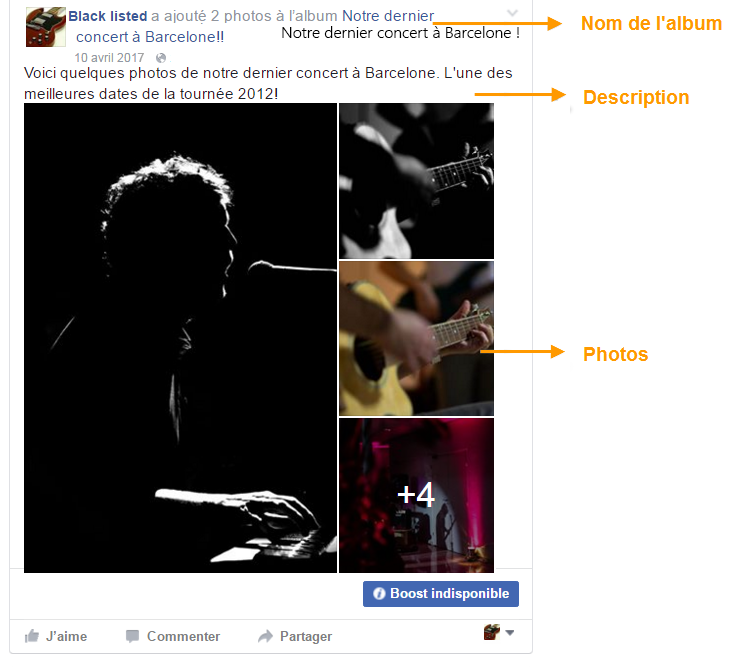 Black listed a ajouté 2 photos à l'album Notre dernier
concert à Barcelone!!
Nom de l'album
Notre dernier concert à Barcelone !
10 avril 2017
Voici quelques photos de notre dernier concert à Barcelone. L'une des
meilleures dates de la tournée 2012!
Description
Photos
+4
Boost indisponible
J'aime Commenter Partager